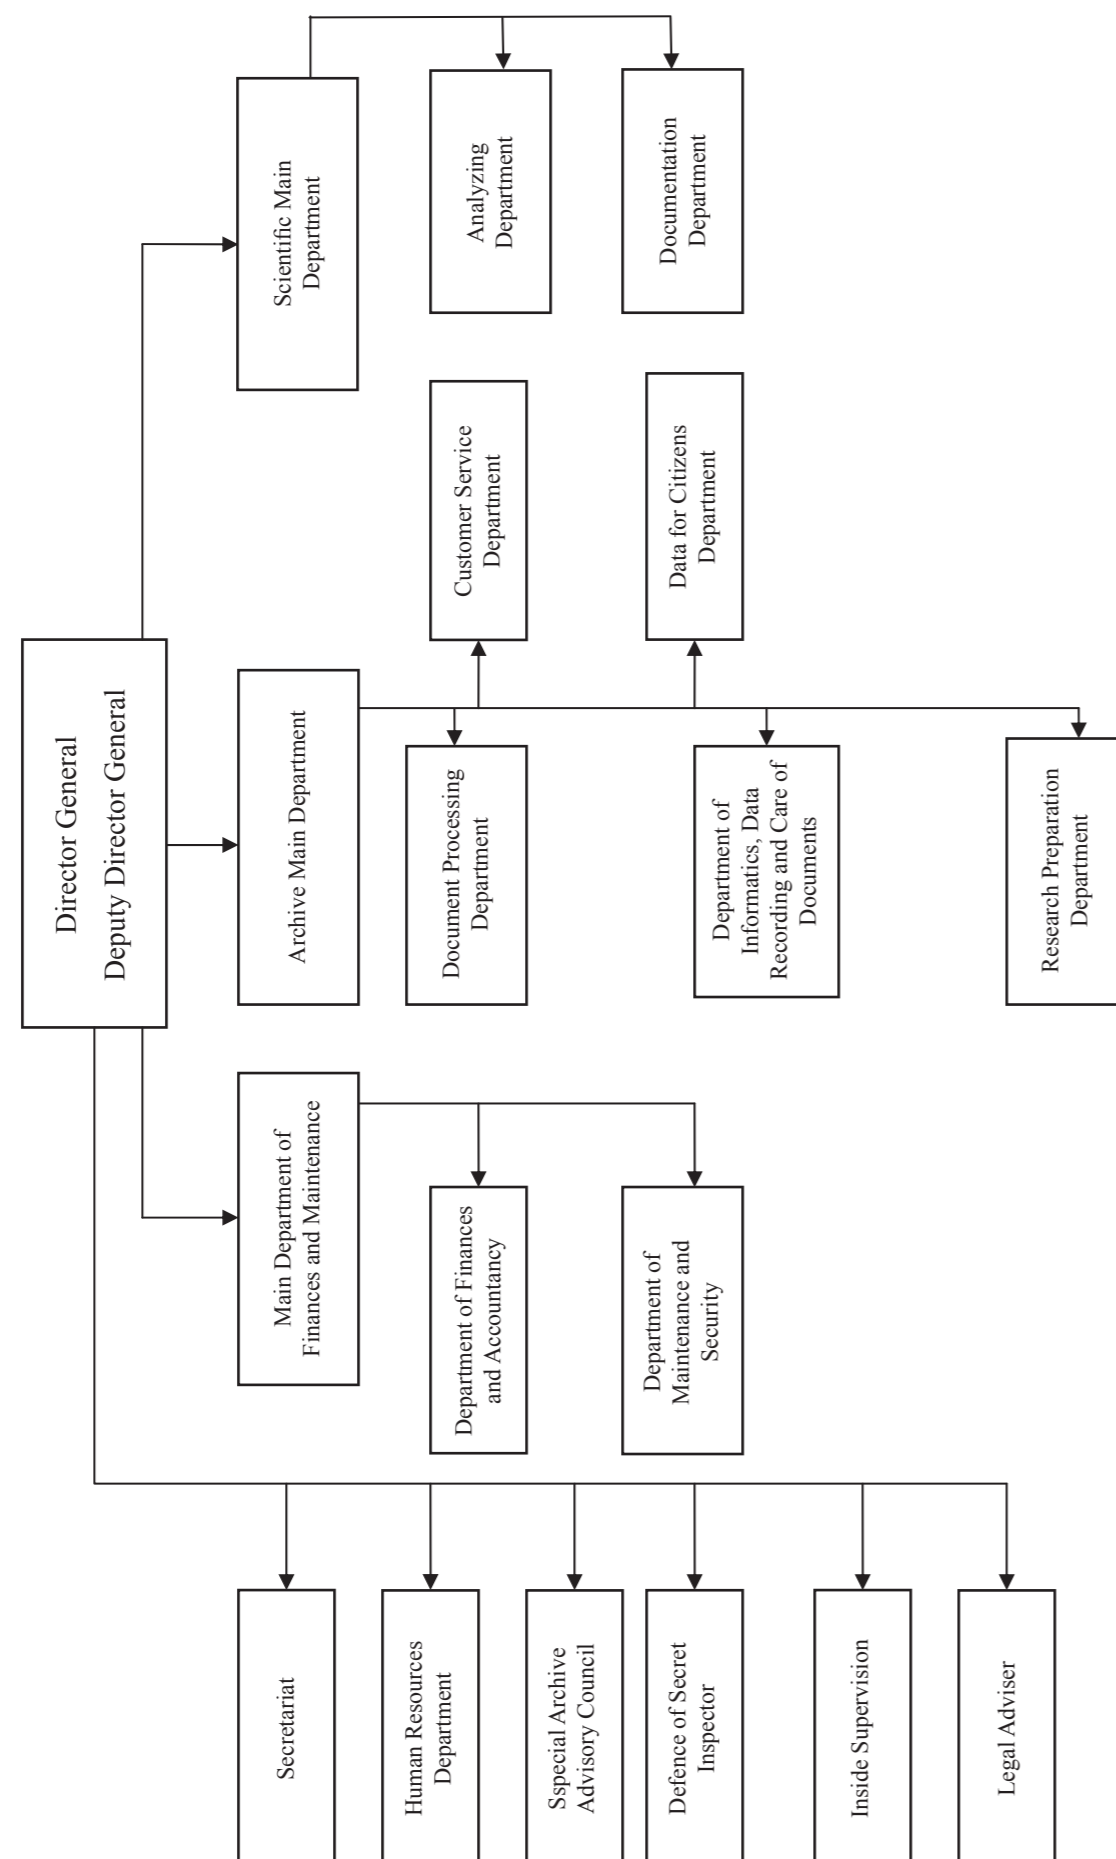 Director General
Deputy Director General
Secretariat
Human Resources
Department
Sspecial Archive
Advisory Council
Defence of Secret
Inspector
Inside Supervision
Legal Adviser
Main Department of
Finances and Maintenance
Department of Finances
and Accountancy
Department of
Maintenance and
Security
Archive Main Department
Document Processing
Department
Customer Service
Department
Data for Citizens
Department
Department of
Informatics, Data
Recording and Care of
Documents
Research Preparation
Department
Scientific Main
Department
Analyzing
Department
Documentation
Department